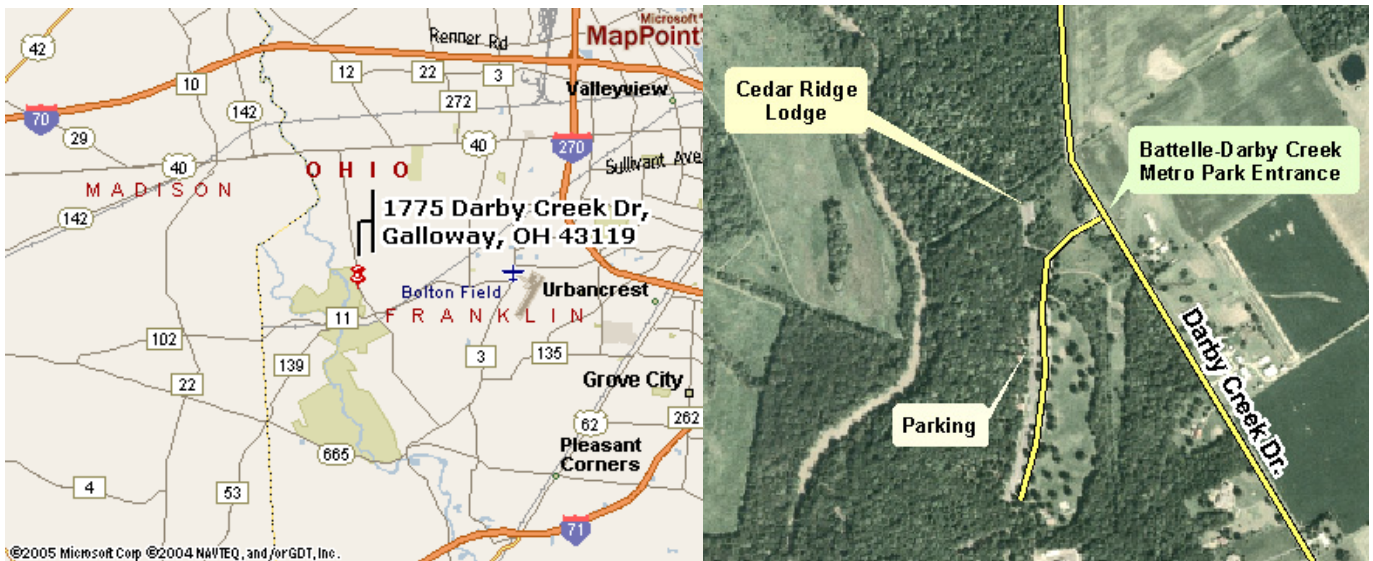 Microsoft®
MapPoint®
Renner Rd
42
10
12
22
3
Valleyview
142
272
70
29
40
40
270
Sullivant Ave
OHIO
MADISON
142
1775 Darby Creek Dr,
Galloway, OH 43119
Bolton Field
Urbancrest
11
FRANKLIN
102
139
3
135
22
Grove City
262
62
665
Pleasant
Corners
4
53
71
©2005 Microsoft Corp ©2004 NAVTEQ, and/or GDT, Inc.
Cedar Ridge
Lodge
Battelle-Darby Creek
Metro Park Entrance
Darby Creek Dr.
Parking